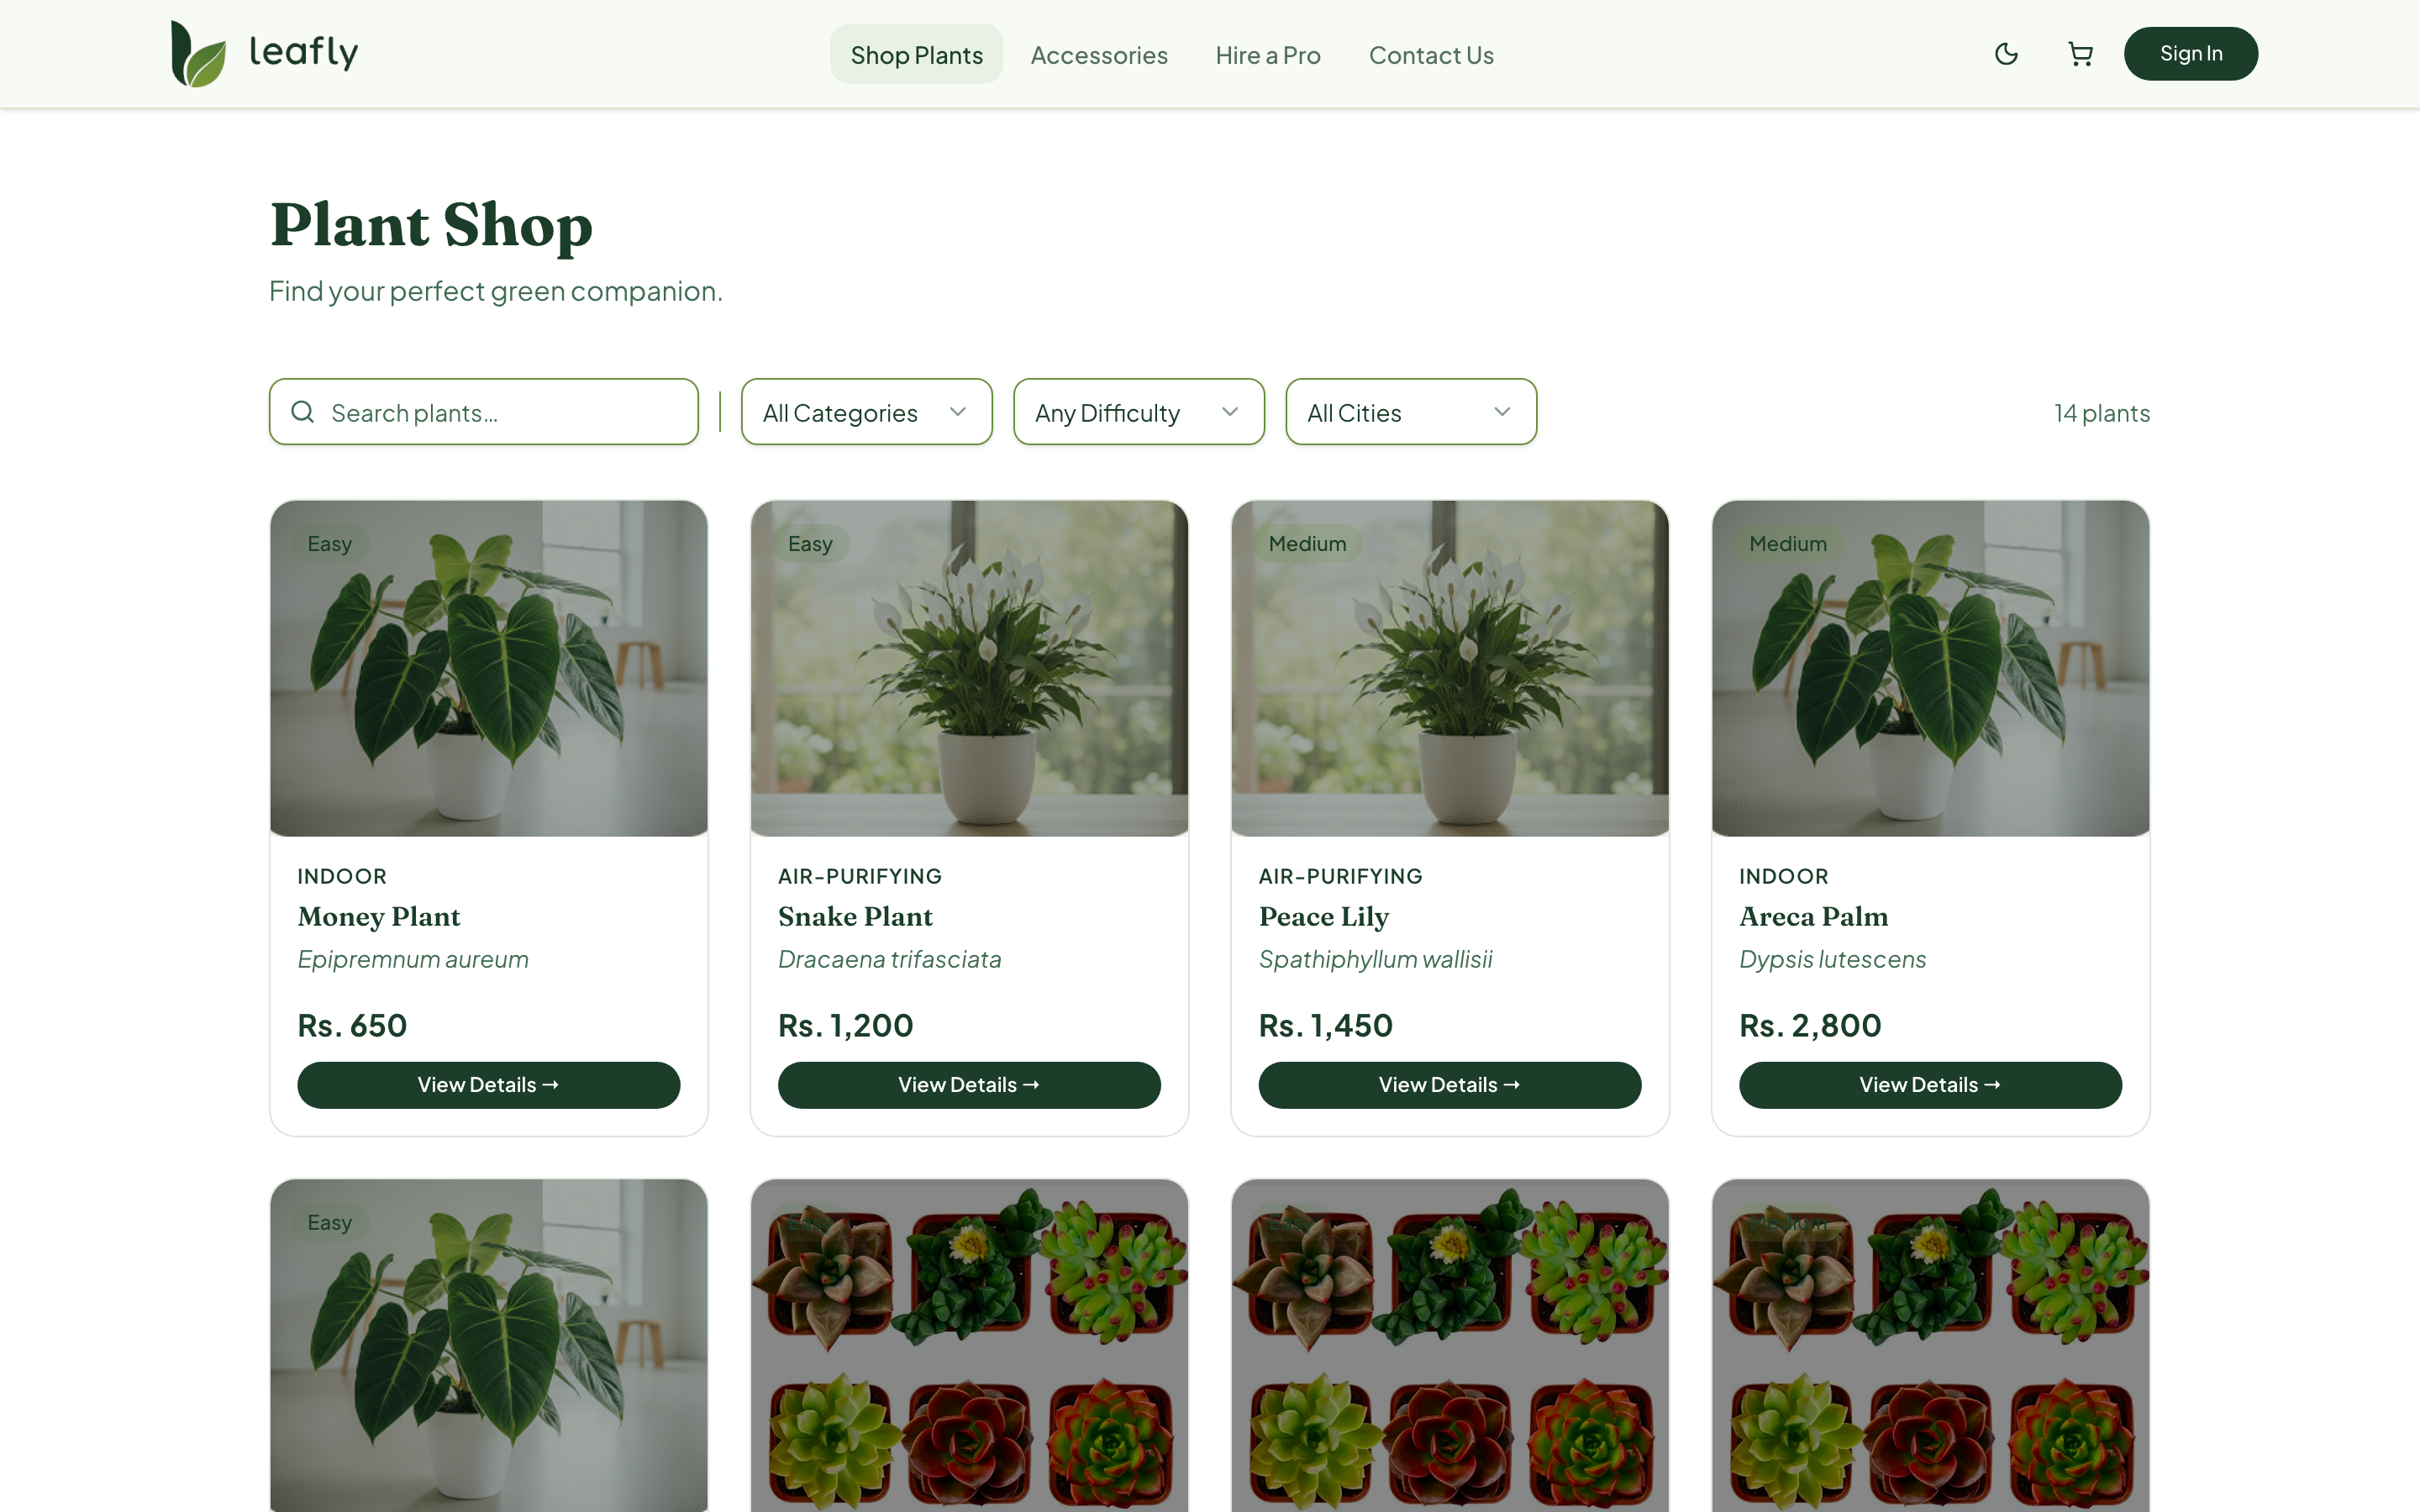 leafly
Shop Plants
Accessories
Hire a Pro
Contact Us
Sign In
Plant Shop
Find your perfect green companion.
Search plants...
All Categories
Any Difficulty
All Cities
14 plants
Easy
Easy
Medium
Medium
INDOOR
Money Plant
Epipremnum aureum
Rs. 650
View Details →
AIR-PURIFYING
Snake Plant
Dracaena trifasciata
Rs. 1,200
View Details →
AIR-PURIFYING
Peace Lily
Spathiphyllum wallisii
Rs. 1,450
View Details →
INDOOR
Areca Palm
Dypsis lutescens
Rs. 2,800
View Details →
Easy
Easy
Easy
Medium